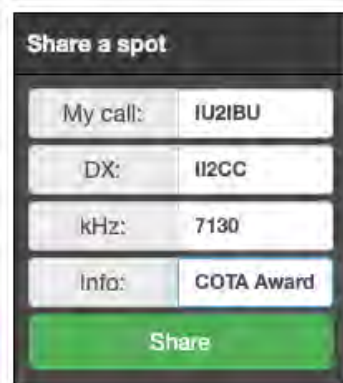 Share a spot
My call: IU2IBU
DX: II2CC
kHz: 7130
Info: COTA Award
Share